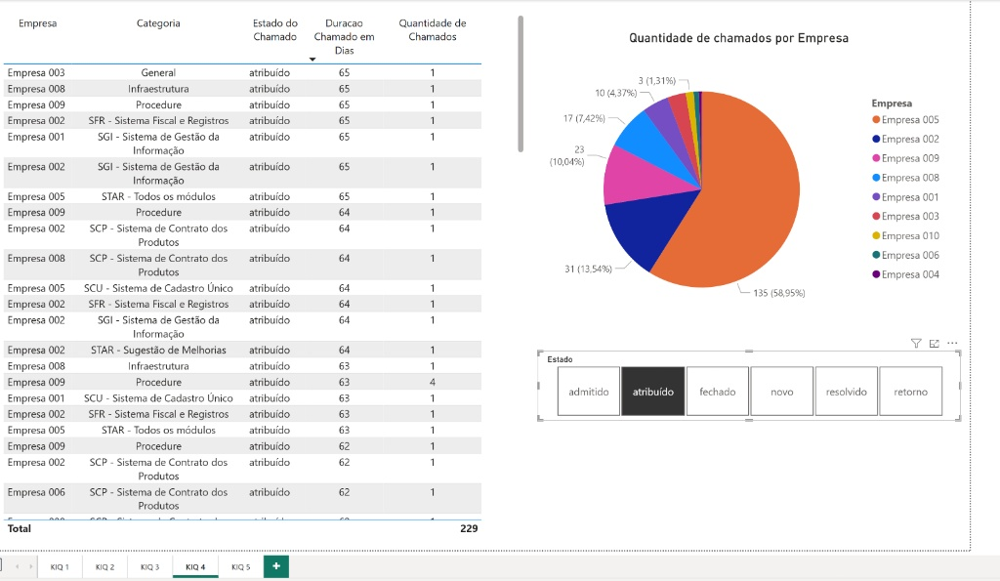 Empresa Categoria Estado do Chamado Duracao Chamado em Dias Quantidade de Chamados
Empresa 003 General atribuído 65 1
Empresa 008 Infraestrutura atribuído 65 1
Empresa 009 Procedure atribuído 65 1
Empresa 002 SFR - Sistema Fiscal e Registros atribuído 65 1
Empresa 001 SGI - Sistema de Gestão da Informação atribuído 65 1
Empresa 002 SGI - Sistema de Gestão da Informação atribuído 65 1
Empresa 005 STAR - Todos os módulos atribuído 65 1
Empresa 009 Procedure atribuído 64 1
Empresa 002 SCP - Sistema de Contrato dos Produtos atribuído 64 1
Empresa 008 SCP - Sistema de Contrato dos Produtos atribuído 64 1
Empresa 005 SCU - Sistema de Cadastro Único atribuído 64 1
Empresa 002 SFR - Sistema Fiscal e Registros atribuído 64 1
Empresa 002 SGI - Sistema de Gestão da Informação atribuído 64 1
Empresa 002 STAR - Sugestão de Melhorias atribuído 64 1
Empresa 008 Infraestrutura atribuído 63 1
Empresa 009 Procedure atribuído 63 4
Empresa 001 SCU - Sistema de Cadastro Único atribuído 63 1
Empresa 002 SFR - Sistema Fiscal e Registros atribuído 63 1
Empresa 005 STAR - Todos os módulos atribuído 63 1
Empresa 009 Procedure atribuído 62 1
Empresa 002 SCP - Sistema de Contrato dos Produtos atribuído 62 1
Empresa 006 SCP - Sistema de Contrato dos Produtos atribuído 62 1
Total 229
Quantidade de chamados por Empresa
3 (1,31%)
10 (4,37%)
17 (7,42%)
23
(10,04%)
31 (13,54%)
135 (58,95%)
Empresa
Empresa 005
Empresa 002
Empresa 009
Empresa 008
Empresa 001
Empresa 003
Empresa 010
Empresa 006
Empresa 004
Estado
admitido atribuído fechado novo resolvido retorno
KIQ 1 KIQ 2 KIQ 3 KIQ 4 KIQ 5 +